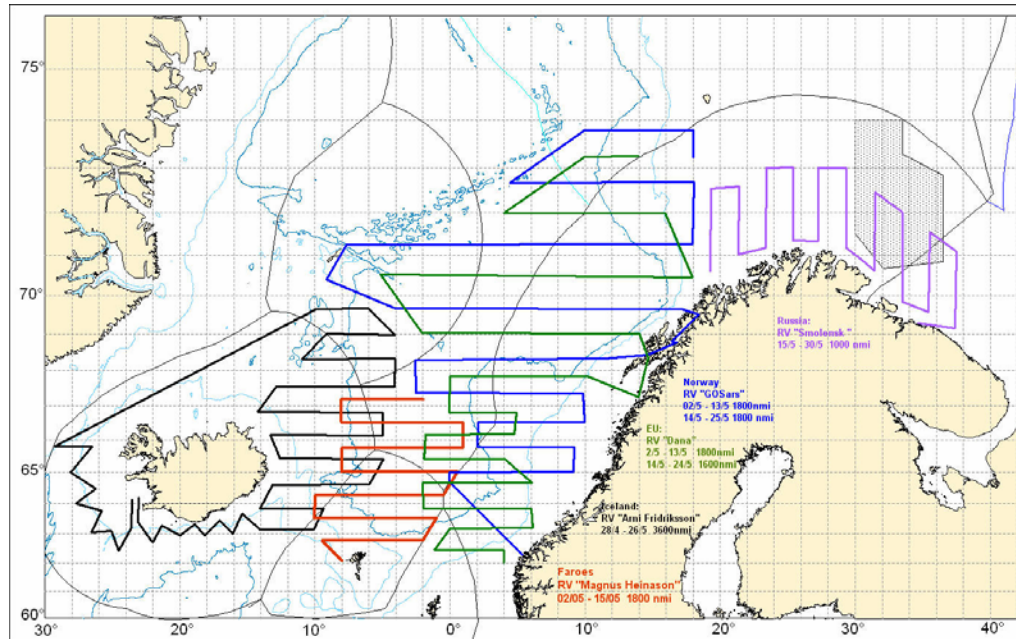 75°
70°
65°
60°
30°
20°
10°
0°
10°
20°
30°
40°
Russia:
RV "Smolensk "
15/5 - 30/5 1000 nmi
Norway
RV "GOSars"
02/5 - 13/5 1800nmi
14/5 - 25/5 1800nmi
EU:
RV "Dana"
2/5 - 13/5 1800nmi
14/5 - 24/5 1600nmi
Iceland:
RV "Arni Fridriksson"
28/4 - 26/5 3600nmi
Faroes
RV "Magnus Heinason"
02/05 - 15/05 1800 nmi